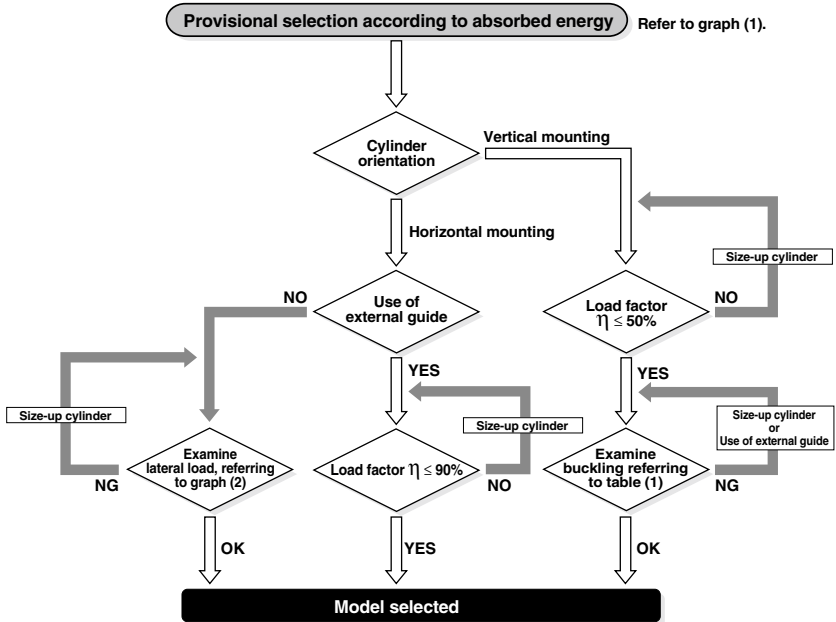 Provisional selection according to absorbed energy
Refer to graph (1).
Cylinder
orientation
Vertical mounting
Horizontal mounting
Size-up cylinder
NO
Use of
external guide
Load factor
η ≤ 50%
NO
YES
YES
Size-up cylinder
Size-up cylinder
Size-up cylinder
or
Use of external guide
Examine
lateral load, referring
to graph (2)
NG
Load factor η ≤ 90%
NO
Examine
buckling referring
to table (1)
NG
OK
YES
OK
Model selected